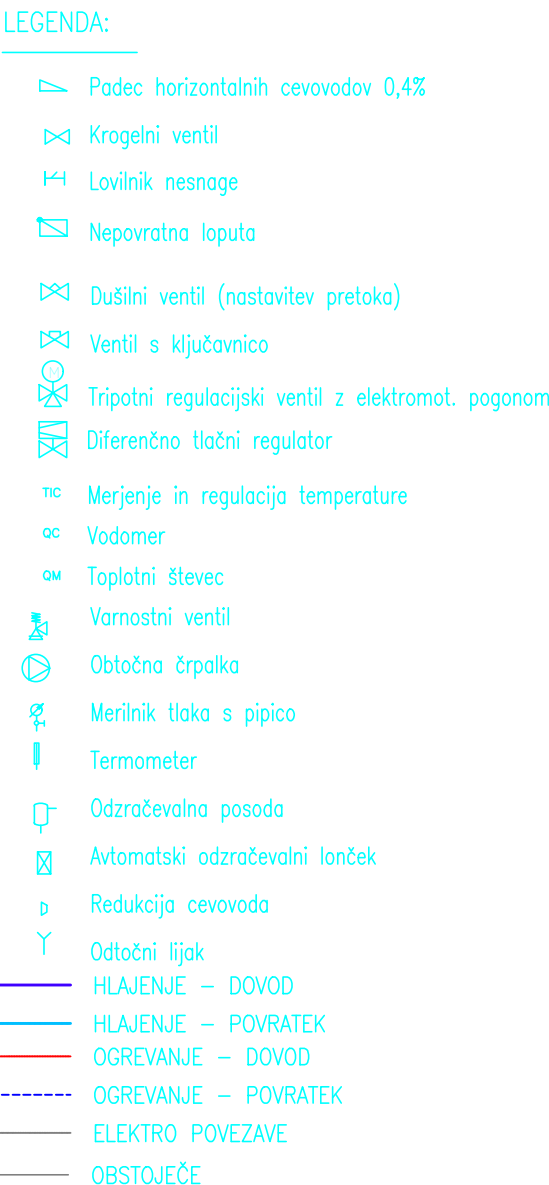 LEGENDA:
Padec horizontalnih cevovodov 0,4%
Krogelni ventil
Lovilnik nesnage
Nepovratna loputa
Dušilni ventil (nastavitev pretoka)
Ventil s ključavnico
M
Tripotni regulacijski ventil z elektromot. pogonom
Diferenčno tlačni regulator
TIC Merjenje in regulacija temperature
QC Vodomer
QM Toplotni števec
Varnostni ventil
Obtočna črpalka
Merilnik tlaka s pipico
Termometer
Odzračevalna posoda
Avtomatski odzračevalni lonček
Redukcija cevovoda
Odtočni lijak
HLAJENJE – DOVOD
HLAJENJE – POVRATEK
OGREVANJE – DOVOD
OGREVANJE – POVRATEK
ELEKTRO POVEZAVE
OBSTOJEČE